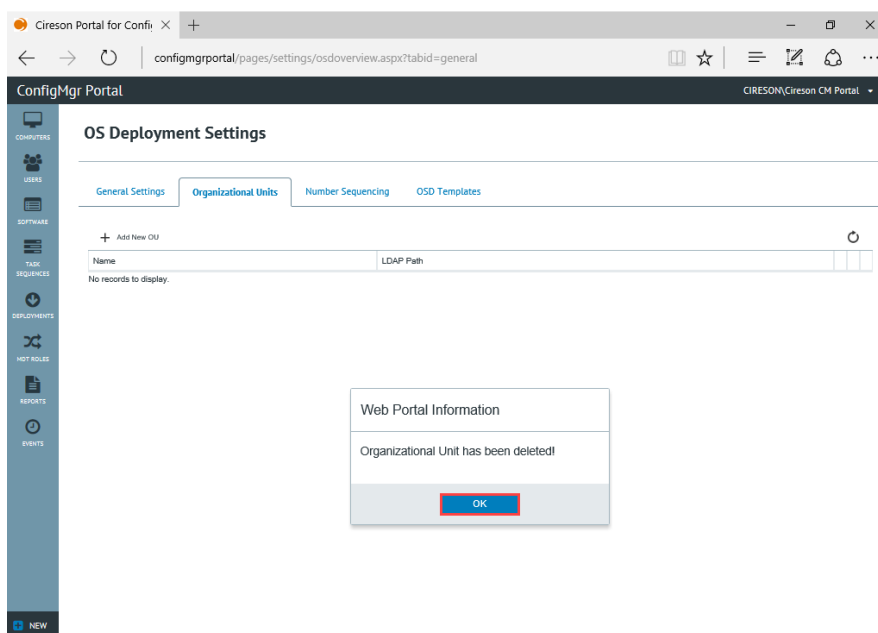 Cireson Portal for Confi
configmgrportal/pages/settings/osdoverview.aspx?tabid=general
ConfigMgr Portal
CIRESON\Cireson CM Portal
COMPUTERS
USERS
SOFTWARE
TASK
SEQUENCES
DEPLOYMENTS
MDT ROLES
REPORTS
EVENTS
NEW
OS Deployment Settings
General Settings
Organizational Units
Number Sequencing
OSD Templates
Add New OU
Name
LDAP Path
No records to display.
Web Portal Information
Organizational Unit has been deleted!
OK